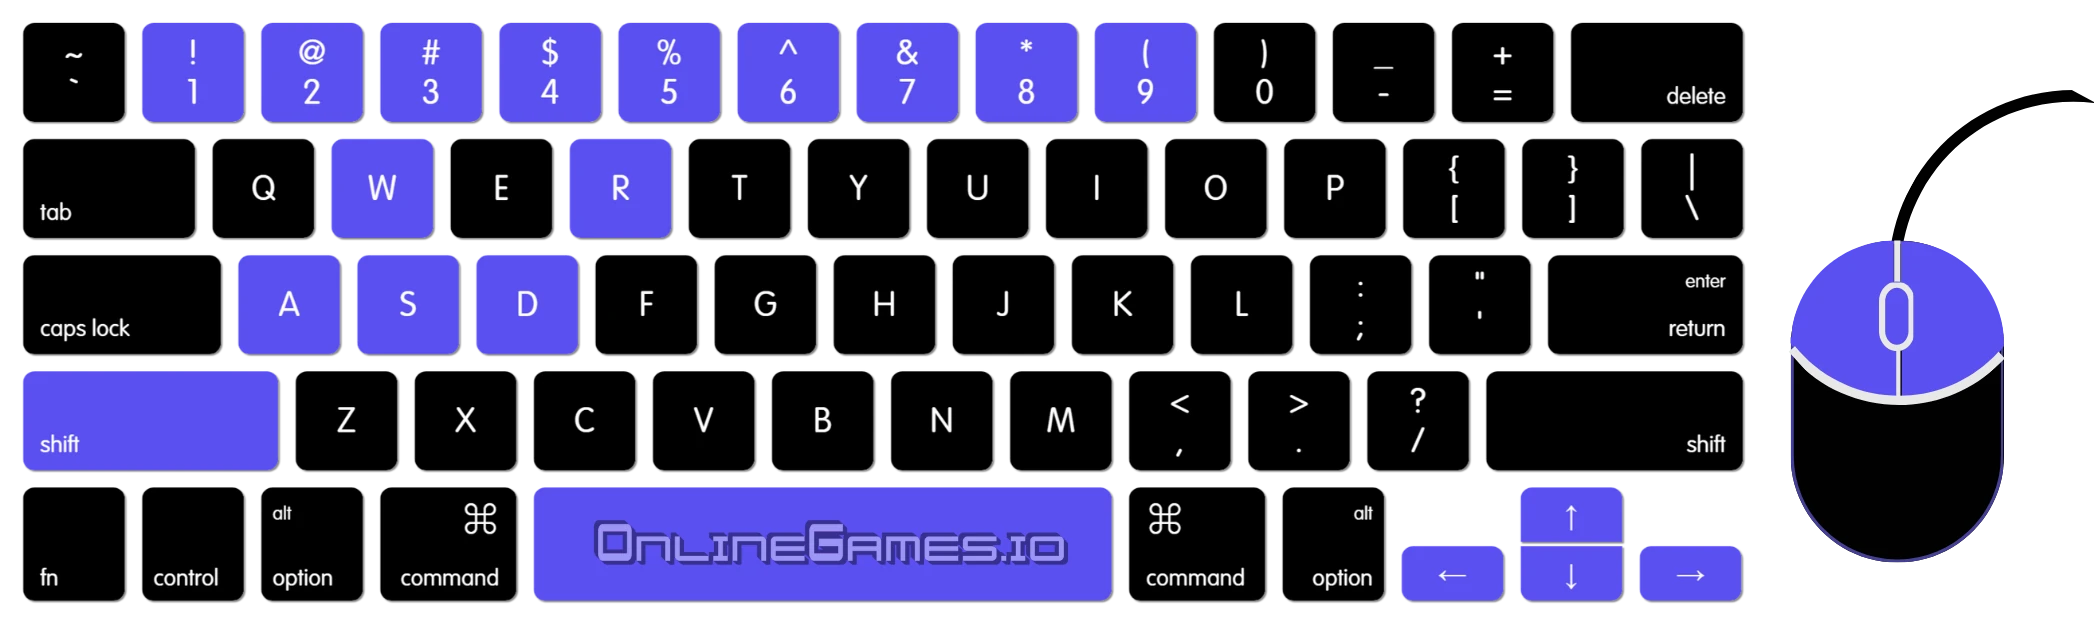 ~ ! @ # $ % ^ & * ( ) _ +
` 1 2 3 4 5 6 7 8 9 0 - = delete
tab Q W E R T Y U I O P { [ } ] | \
caps lock A S D F G H J K L : ; " ' enter return
shift Z X C V B N M < , > . ? / shift
fn control alt option ⌘ command OnlineGames.io ⌘ command alt option ← ↑ ↓ →